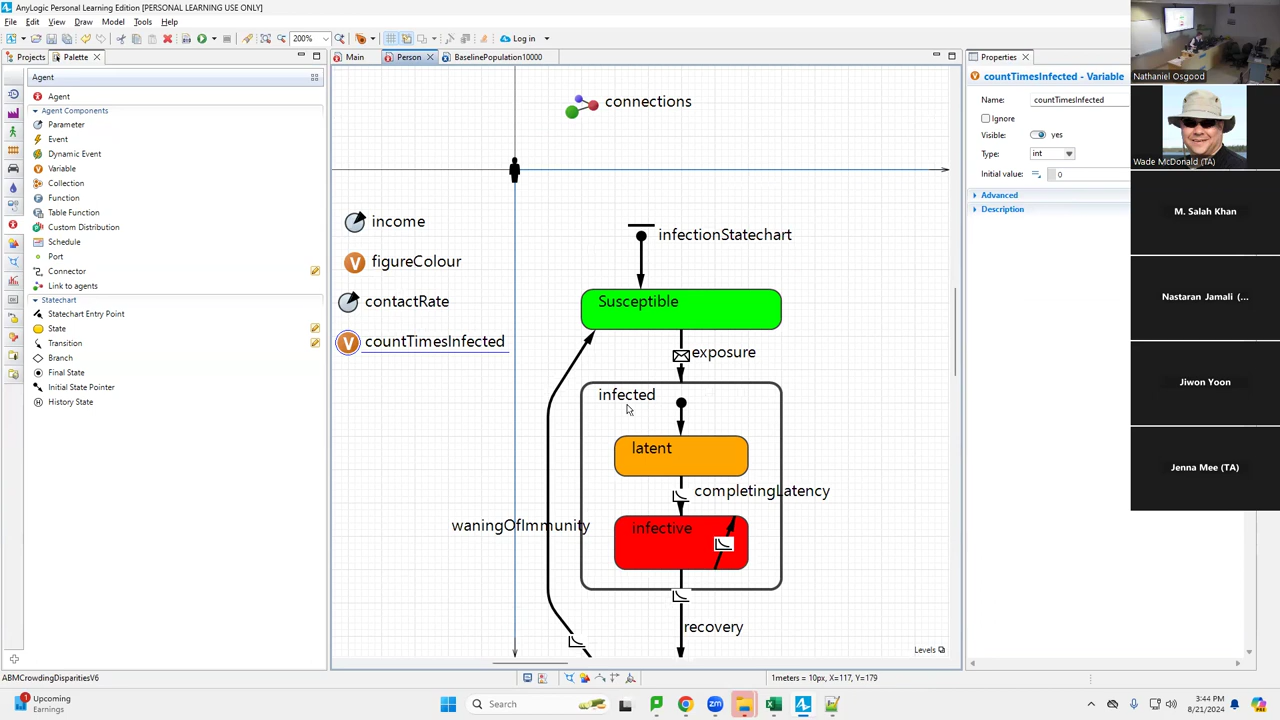 AnyLogic Personal Learning Edition [PERSONAL LEARNING USE ONLY]
File Edit View Draw Model Tools Help
200%
Log in
Projects
Palette
Main
Person
BaselinePopulation10000
Properties
Agent
Agent
Agent Components
Parameter
Event
Dynamic Event
Variable
Collection
Function
Table Function
Custom Distribution
Schedule
Port
Connector
Link to agents
Statechart
Statechart Entry Point
State
Transition
Branch
Final State
Initial State Pointer
History State
connections
income
figureColour
contactRate
countTimesInfected
infectionStatechart
Susceptible
exposure
infected
latent
completingLatency
infective
waningOfImmunity
recovery
Levels
countTimesInfected - Variable
Name: countTimesInfected
Ignore
Visible: yes
Type: int
Initial value: 0
Advanced
Description
Nathaniel Osgood
Wade McDonald (TA)
M. Salah Khan
Nastaran Jamali (...
Jiwon Yoon
Jenna Mee (TA)
ABMCrowdingDisparitiesV6
1meters = 10px, X=117, Y=179
1
Upcoming
Earnings
Search
3:44 PM
8/21/2024